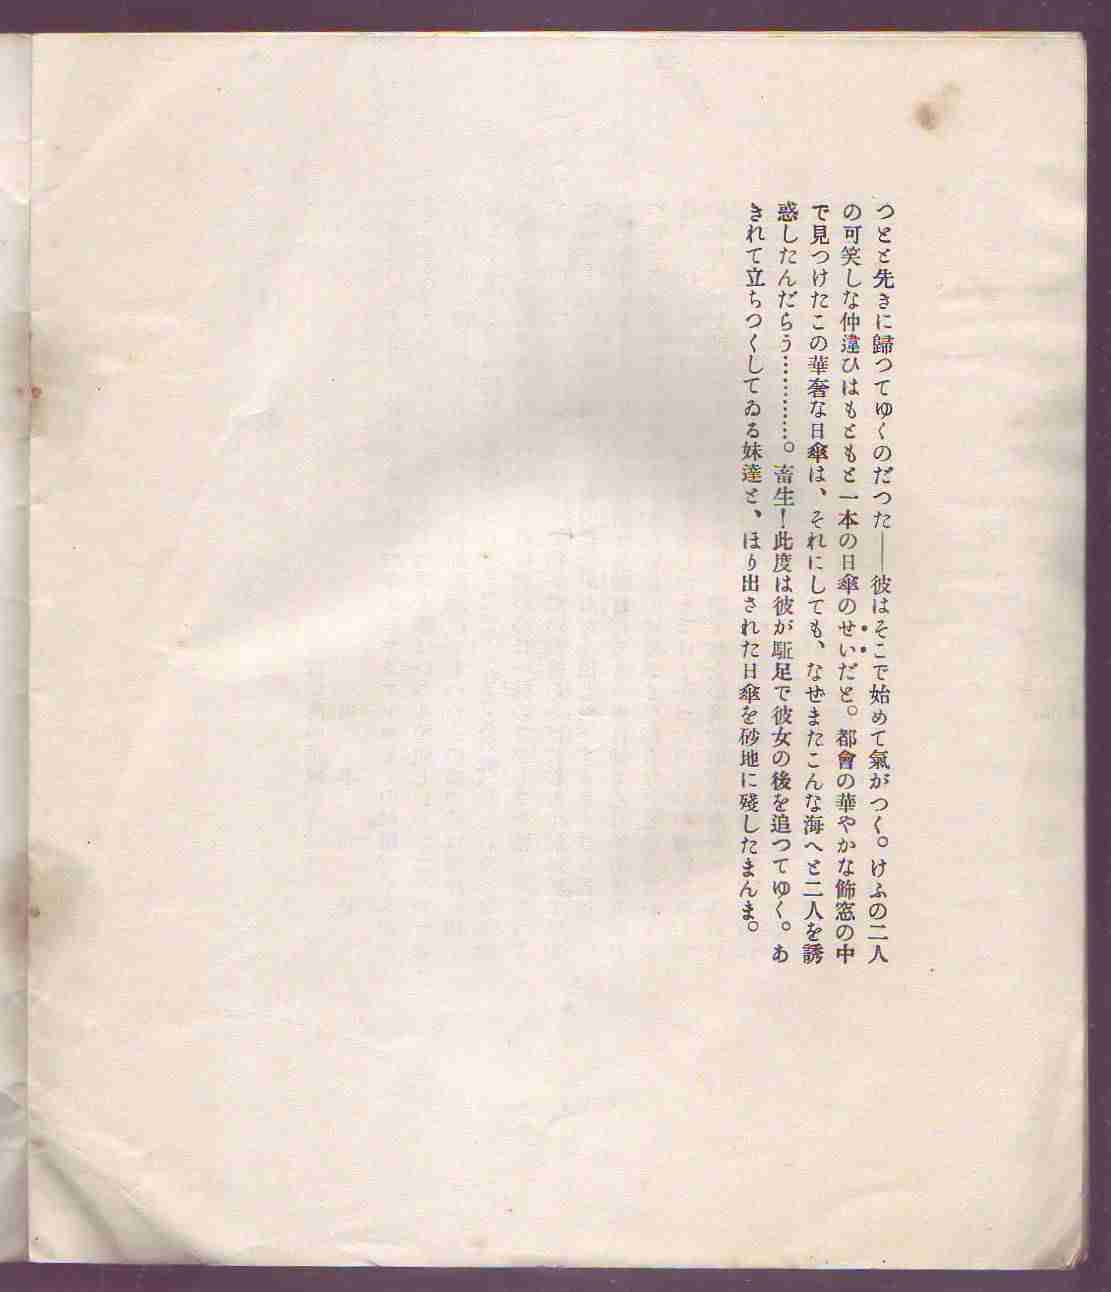 つとと先きに歸つてゆくのだつた——彼はそこで始めて氣がつく。けふの二人
の可笑しな仲違ひはもともと一本の日傘のせいだと。都會の華やかな飾窓の中
で見つけたこの華奢な日傘は、それにしても、なぜまたこんな海へと二人を誘
惑したんだらう…………。畜生！此度は彼が駈足で彼女の後を追つてゆく。あ
きれて立ちつくしてゐる妹達と、ほり出された日傘を砂地に殘したまんま。